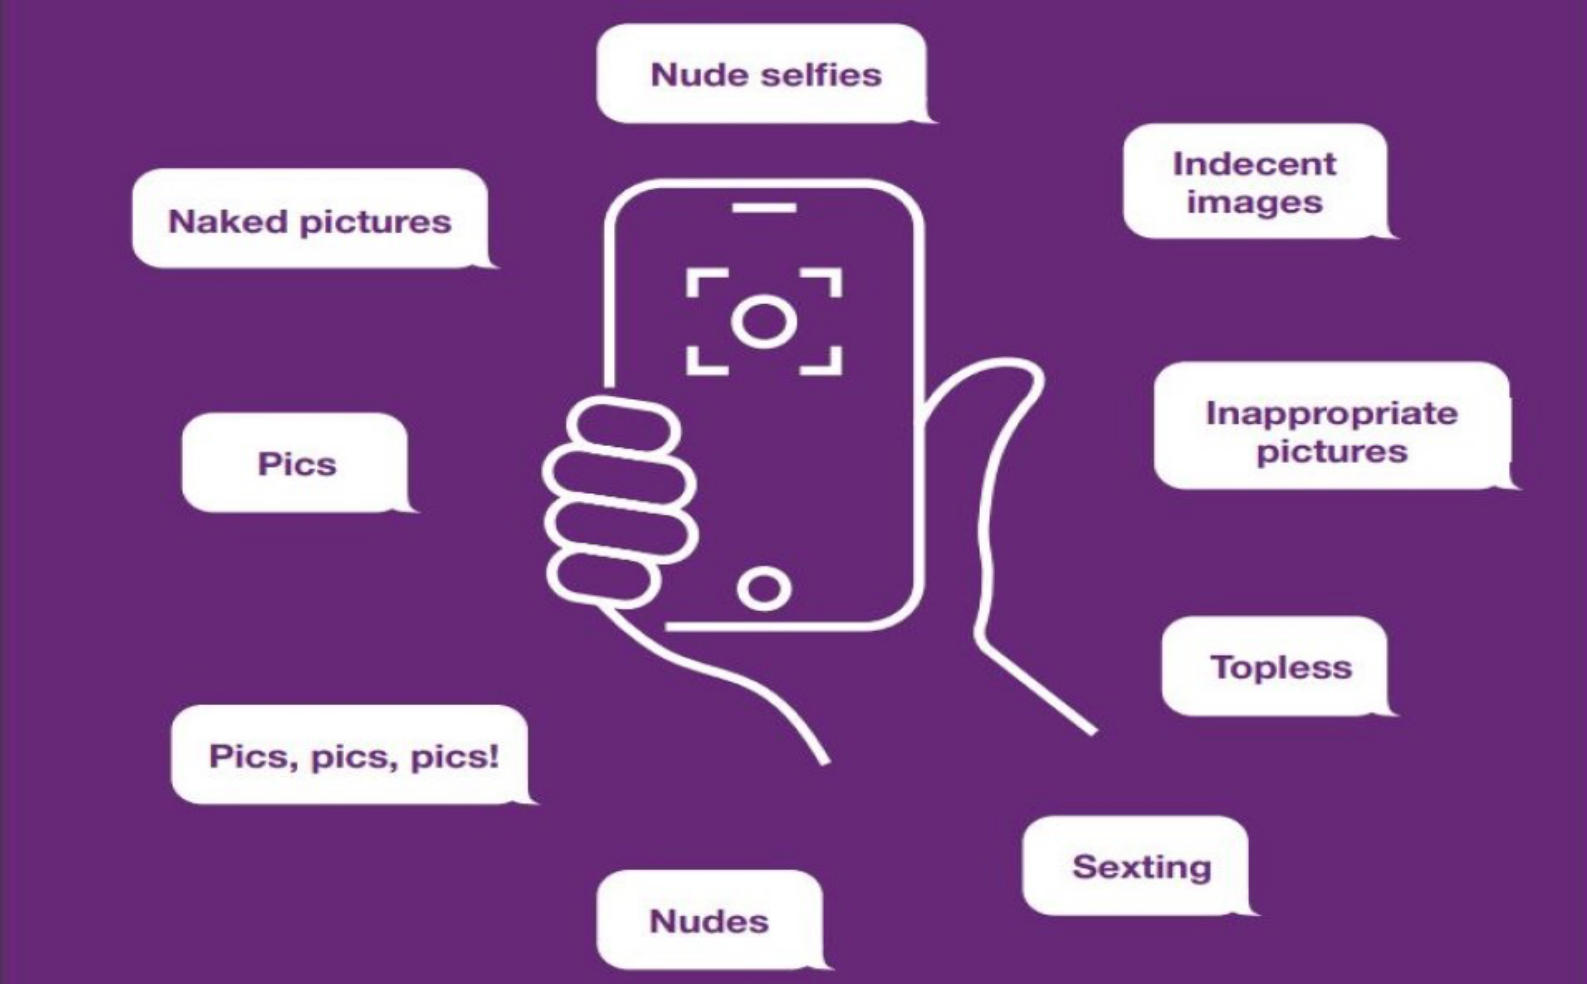 Nude selfies
Indecent
images
Naked pictures
Inappropriate
pictures
Pics
Topless
Pics, pics, pics!
Sexting
Nudes